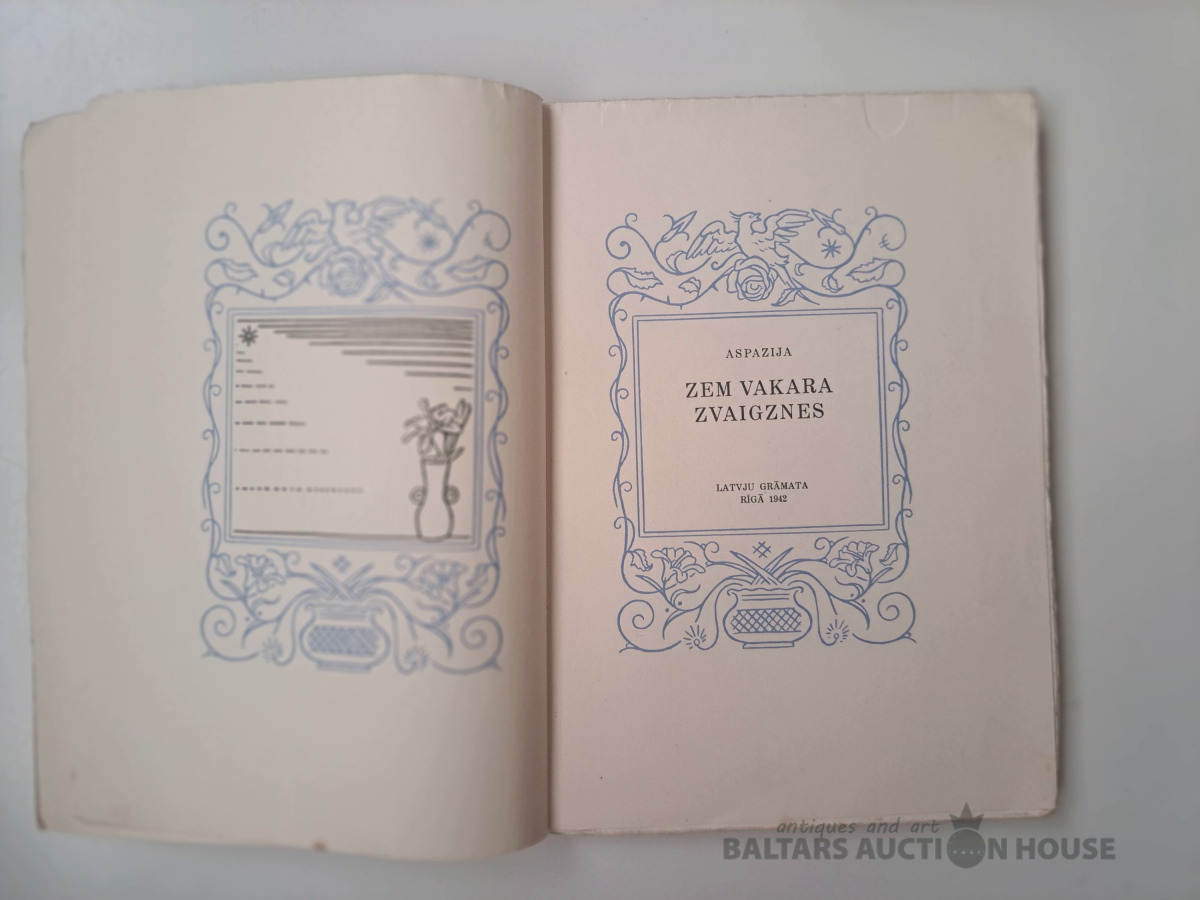 ASPAZIJA
ZEM VAKARA
ZVAIGZNES
LATVJU GRĀMATA
RĪGĀ 1942
antiques and art
BALTARS AUCTION HOUSE